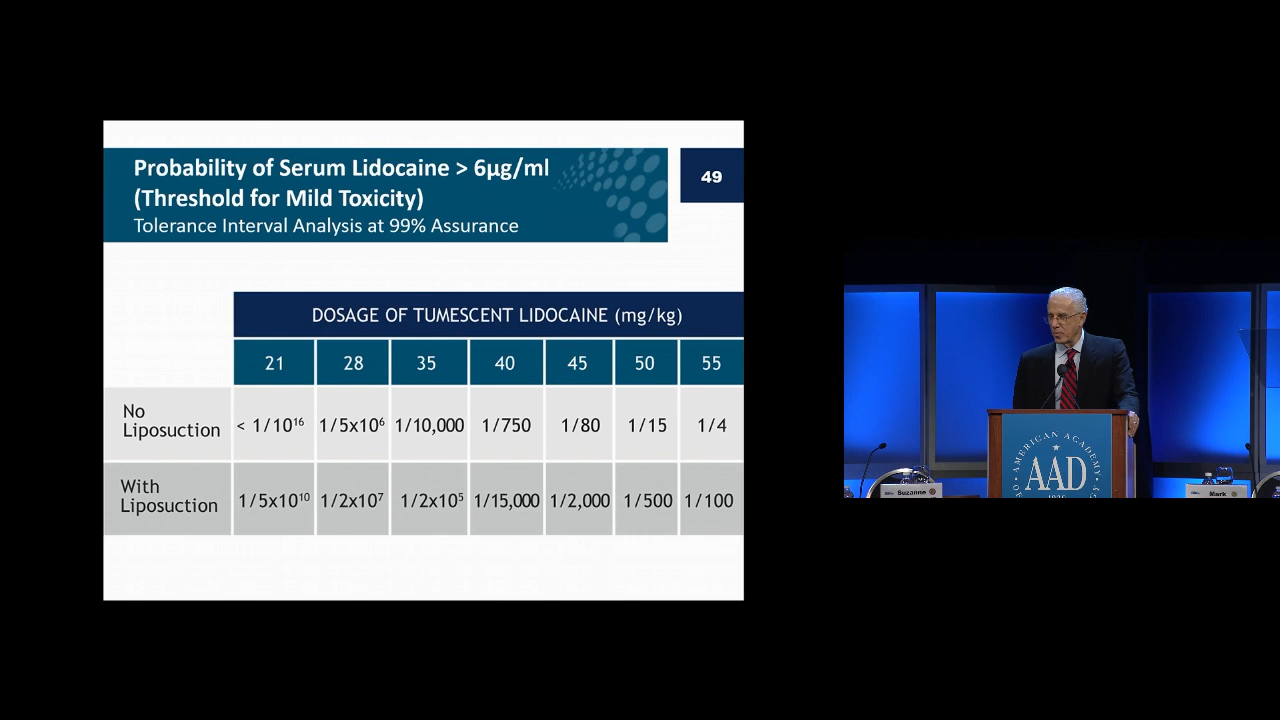 Probability of Serum Lidocaine > 6µg/ml
(Threshold for Mild Toxicity)
Tolerance Interval Analysis at 99% Assurance
49
DOSAGE OF TUMESCENT LIDOCAINE (mg/kg)
21 28 35 40 45 50 55
No
Liposuction
< 1/10¹⁶ 1/5x10⁶ 1/10,000 1/750 1/80 1/15 1/4
With
Liposuction
1/5x10¹⁰ 1/2x10⁷ 1/2x10⁵ 1/15,000 1/2,000 1/500 1/100
AMERICAN ACADEMY
AAD
Suzanne
Mark